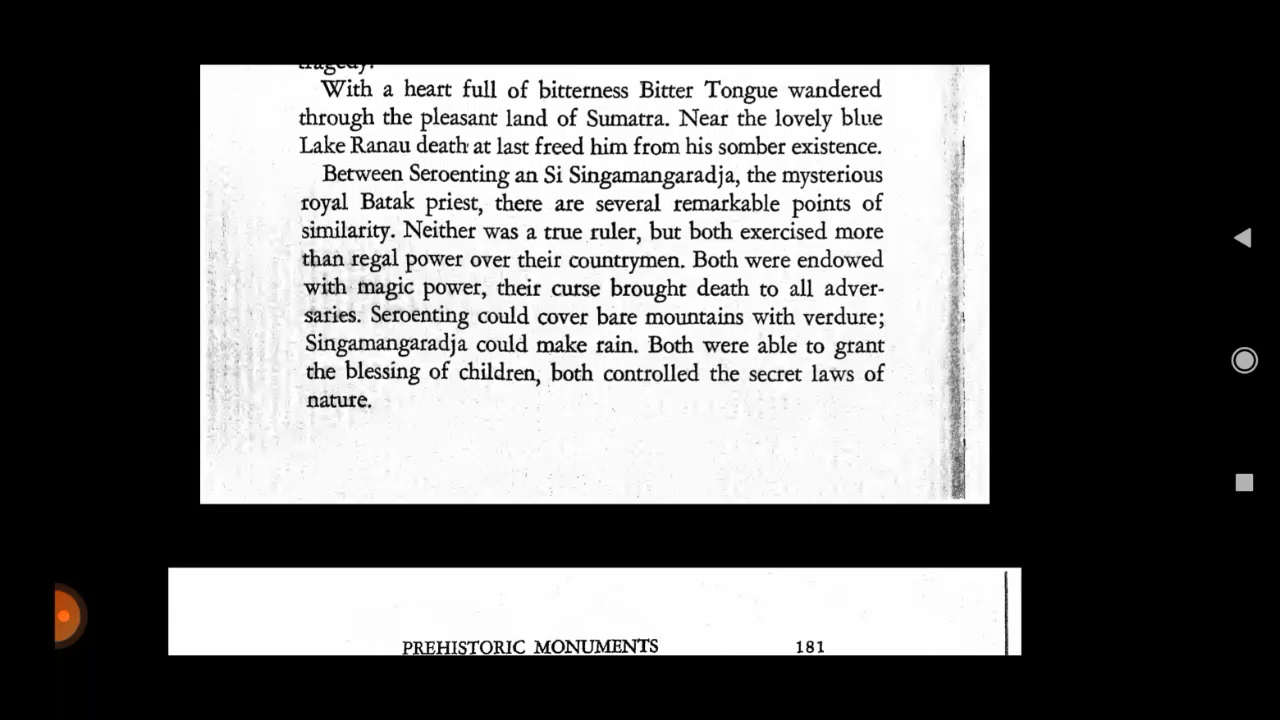 tragedy.
With a heart full of bitterness Bitter Tongue wandered
through the pleasant land of Sumatra. Near the lovely blue
Lake Ranau death at last freed him from his somber existence.
Between Seroenting an Si Singamangaradja, the mysterious
royal Batak priest, there are several remarkable points of
similarity. Neither was a true ruler, but both exercised more
than regal power over their countrymen. Both were endowed
with magic power, their curse brought death to all adver-
saries. Seroenting could cover bare mountains with verdure;
Singamangaradja could make rain. Both were able to grant
the blessing of children, both controlled the secret laws of
nature.
PREHISTORIC MONUMENTS 181